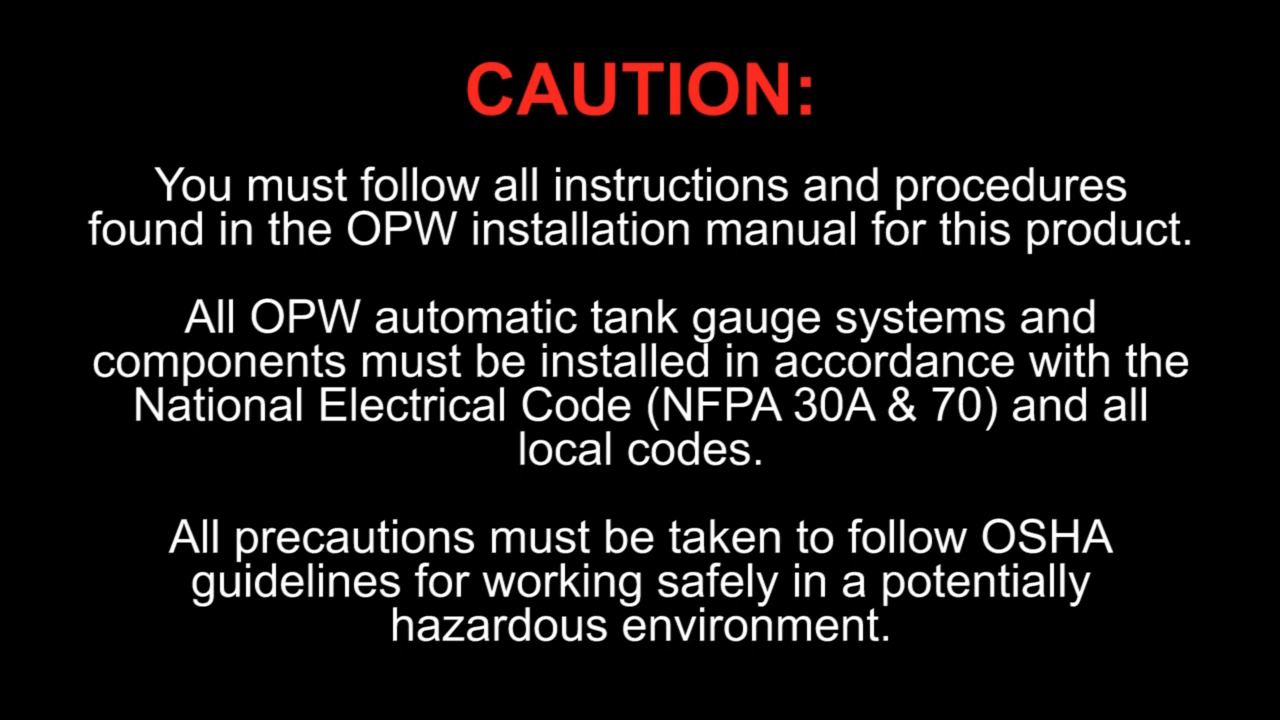 CAUTION:
You must follow all instructions and procedures
found in the OPW installation manual for this product.
All OPW automatic tank gauge systems and
components must be installed in accordance with the
National Electrical Code (NFPA 30A & 70) and all
local codes.
All precautions must be taken to follow OSHA
guidelines for working safely in a potentially
hazardous environment.